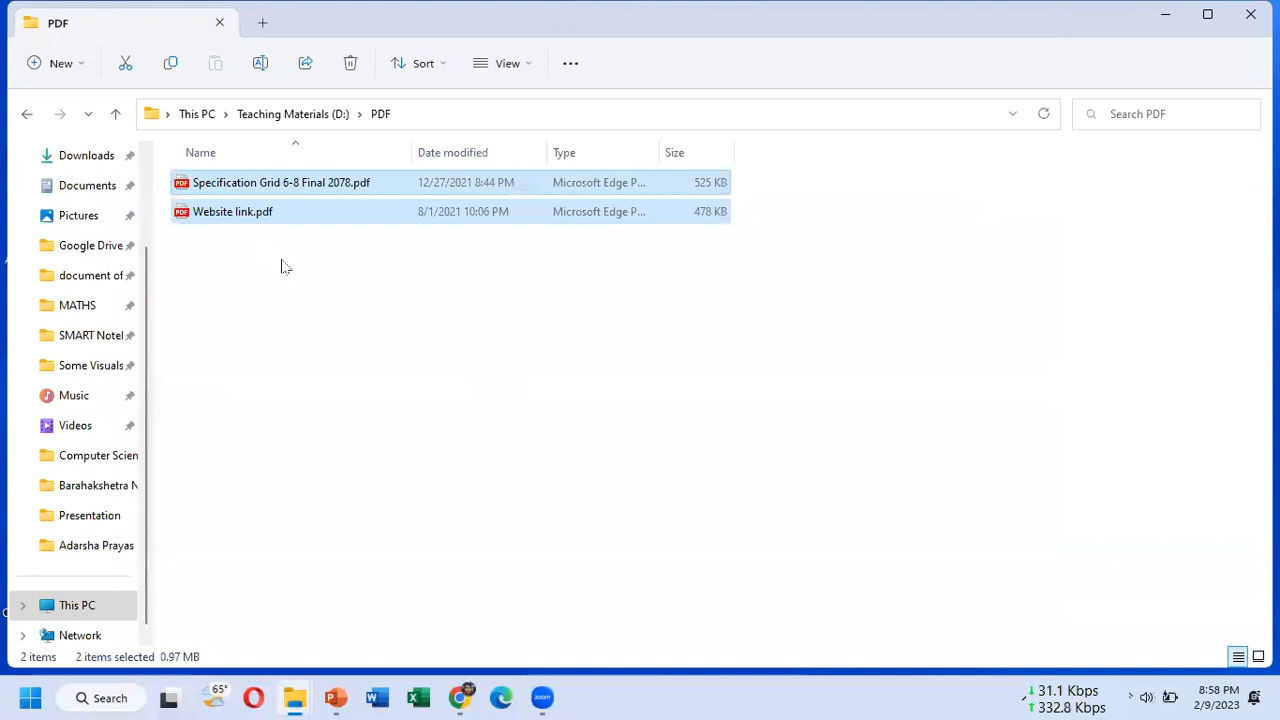 PDF
New
Sort
View
This PC
Teaching Materials (D:)
PDF
Search PDF
Name
Date modified
Type
Size
Specification Grid 6-8 Final 2078.pdf
12/27/2021 8:44 PM
Microsoft Edge P...
525 KB
Website link.pdf
8/1/2021 10:06 PM
Microsoft Edge P...
478 KB
Downloads
Documents
Pictures
Google Drive
document of
MATHS
SMART Notel
Some Visuals
Music
Videos
Computer Scien
Barahakshetra N
Presentation
Adarsha Prayas
This PC
Network
2 items
2 items selected 0.97 MB
Search
65°
zoom
31.1 Kbps
332.8 Kbps
8:58 PM
2/9/2023